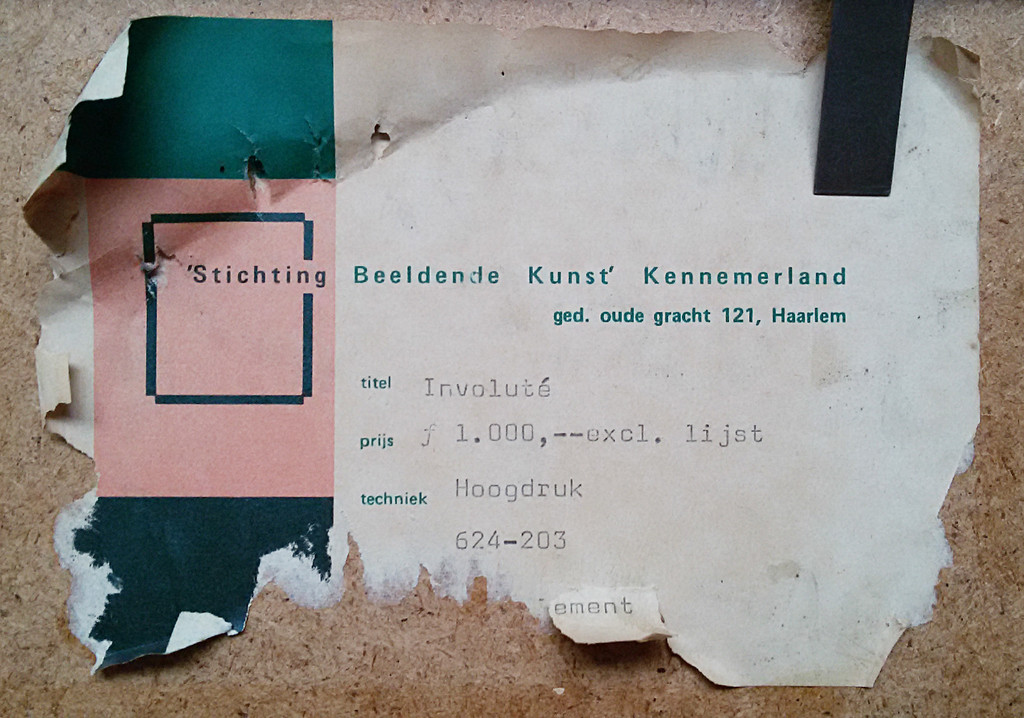 'Stichting Beeldende Kunst' Kennemerland
ged. oude gracht 121, Haarlem
titel Involuté
prijs ƒ 1.000,--excl. lijst
techniek Hoogdruk
624-203
ement